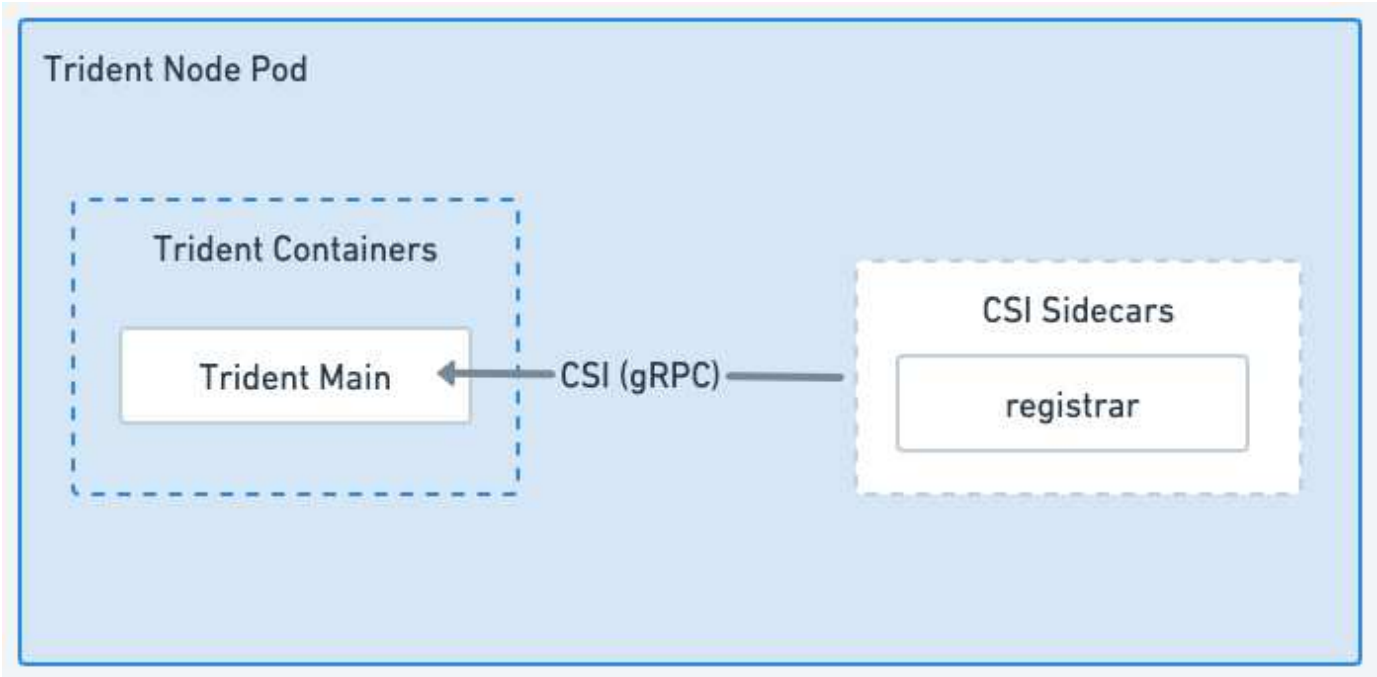 Trident Node Pod
Trident Containers
Trident Main
CSI (gRPC)
CSI Sidecars
registrar